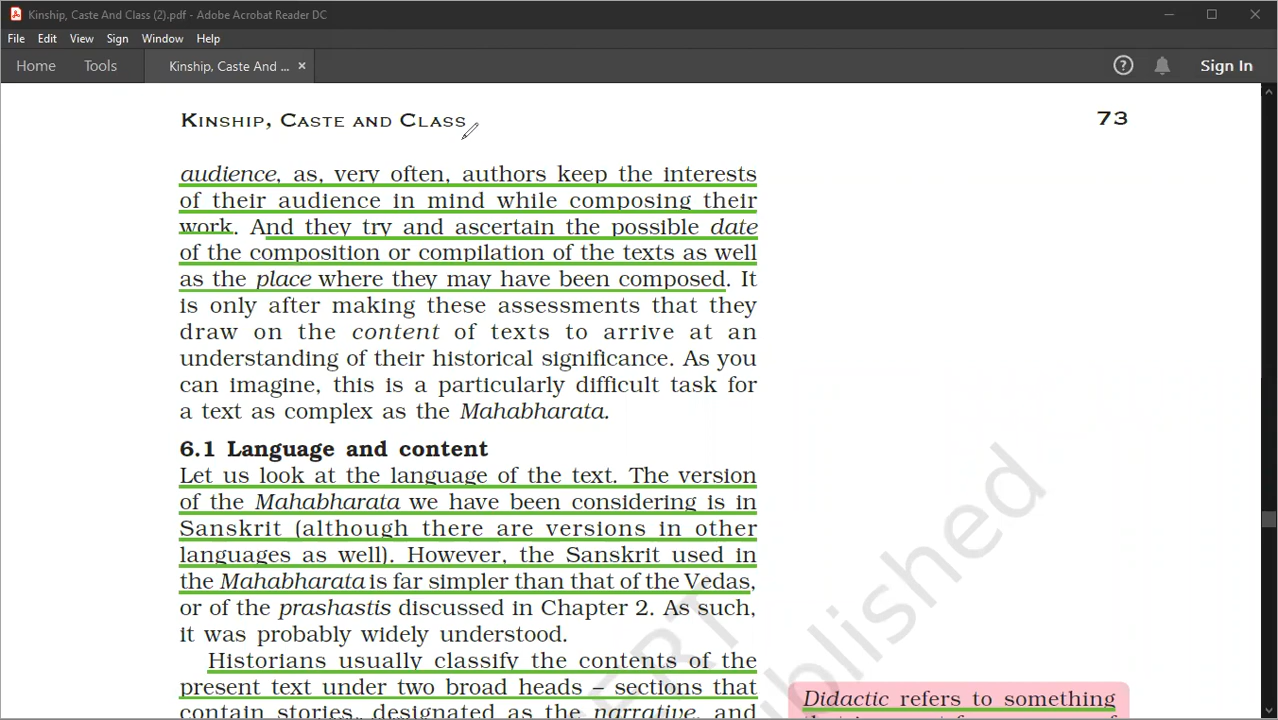 Kinship, Caste And Class (2).pdf - Adobe Acrobat Reader DC
File Edit View Sign Window Help
Home Tools Kinship, Caste And ... × Sign In
KINSHIP, CASTE AND CLASS 73
audience, as, very often, authors keep the interests
of their audience in mind while composing their
work. And they try and ascertain the possible date
of the composition or compilation of the texts as well
as the place where they may have been composed. It
is only after making these assessments that they
draw on the content of texts to arrive at an
understanding of their historical significance. As you
can imagine, this is a particularly difficult task for
a text as complex as the Mahabharata.
6.1 Language and content
Let us look at the language of the text. The version
of the Mahabharata we have been considering is in
Sanskrit (although there are versions in other
languages as well). However, the Sanskrit used in
the Mahabharata is far simpler than that of the Vedas,
or of the prashastis discussed in Chapter 2. As such,
it was probably widely understood.
Historians usually classify the contents of the
present text under two broad heads – sections that
contain stories, designated as the narrative, and
Didactic refers to something